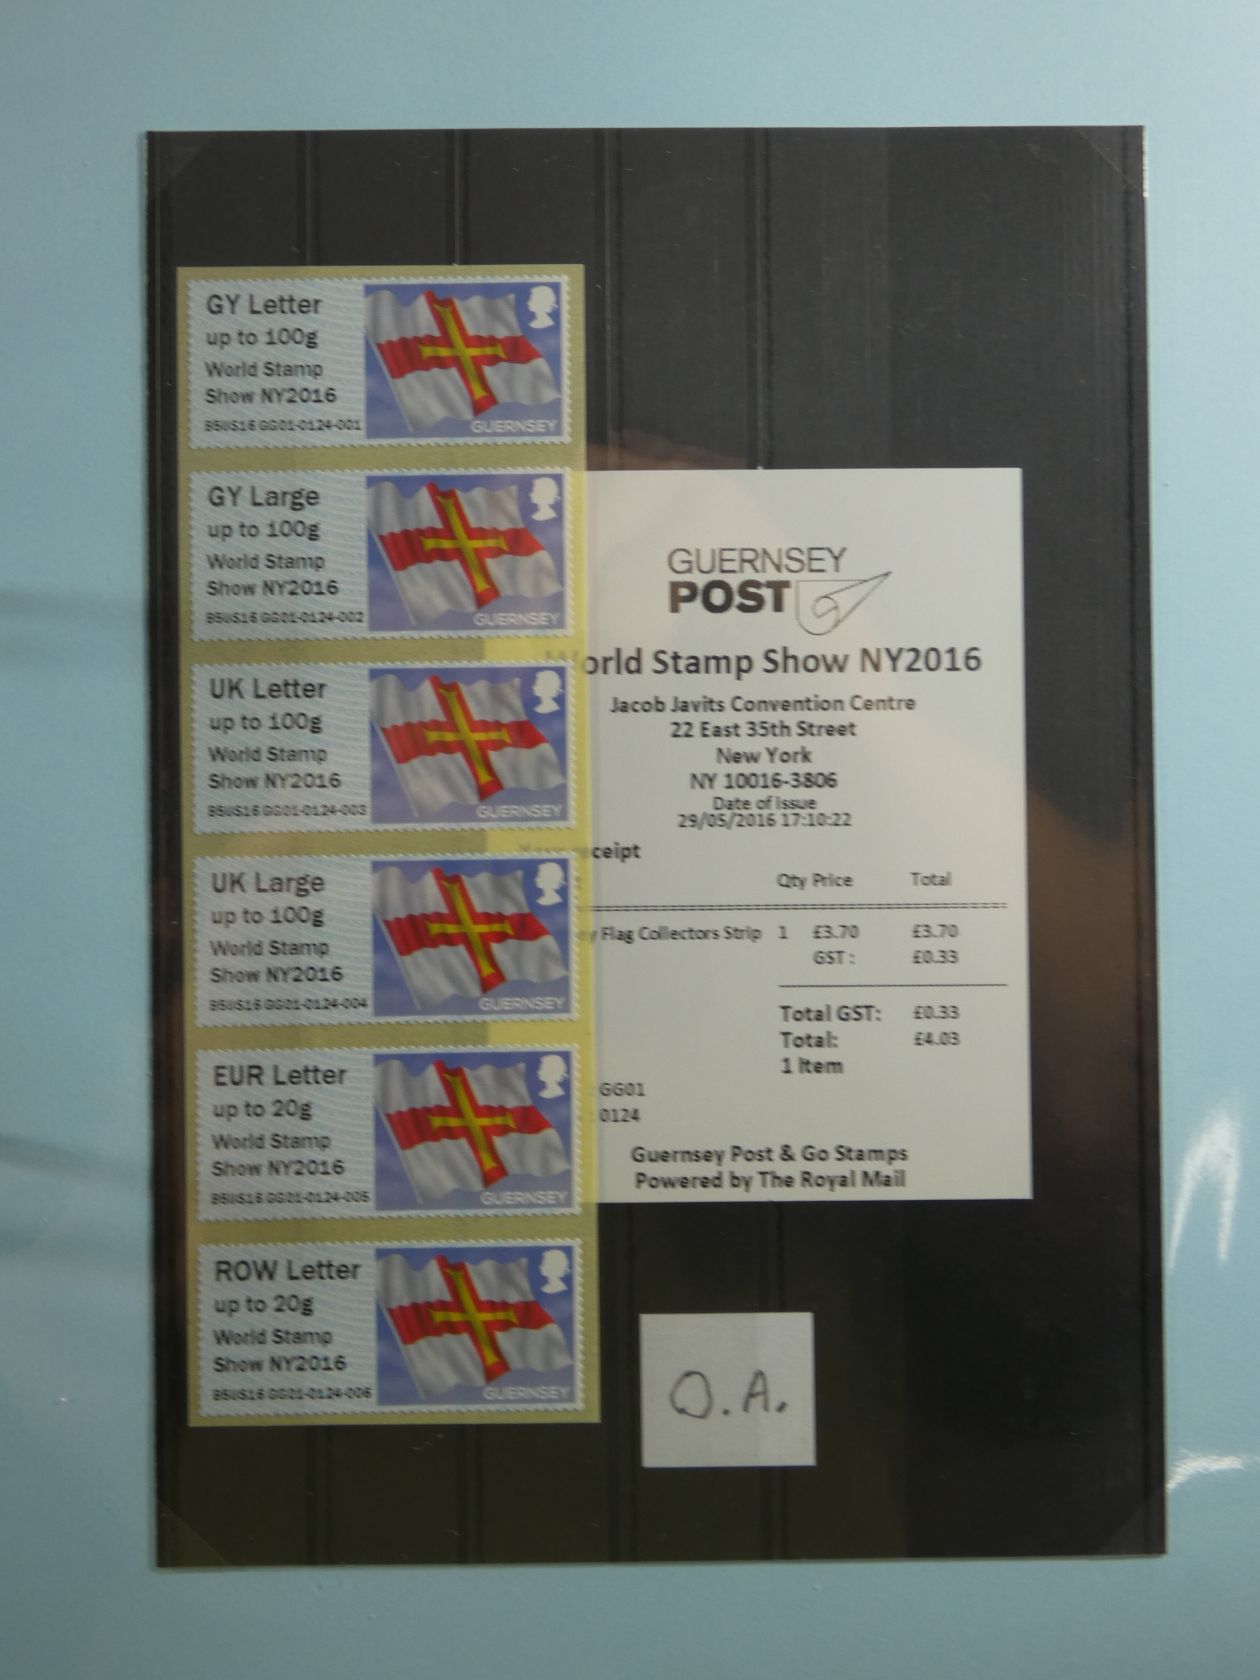 GY Letter
up to 100g
World Stamp
Show NY2016
B5US16 GG01-0124-001
GUERNSEY
GY Large
up to 100g
World Stamp
Show NY2016
B5US16 GG01-0124-002
GUERNSEY
UK Letter
up to 100g
World Stamp
Show NY2016
B5US16 GG01-0124-003
GUERNSEY
UK Large
up to 100g
World Stamp
Show NY2016
B5US16 GG01-0124-004
GUERNSEY
EUR Letter
up to 20g
World Stamp
Show NY2016
B5US16 GG01-0124-005
GUERNSEY
ROW Letter
up to 20g
World Stamp
Show NY2016
B5US16 GG01-0124-006
GUERNSEY
GUERNSEY
POST
World Stamp Show NY2016
Jacob Javits Convention Centre
22 East 35th Street
New York
NY 10016-3806
Date of Issue
29/05/2016 17:10:22
receipt
Qty Price Total
Flag Collectors Strip 1 £3.70 £3.70
GST: £0.33
Total GST: £0.33
Total: £4.03
1 Item
GG01
0124
Guernsey Post & Go Stamps
Powered by The Royal Mail
O.A.